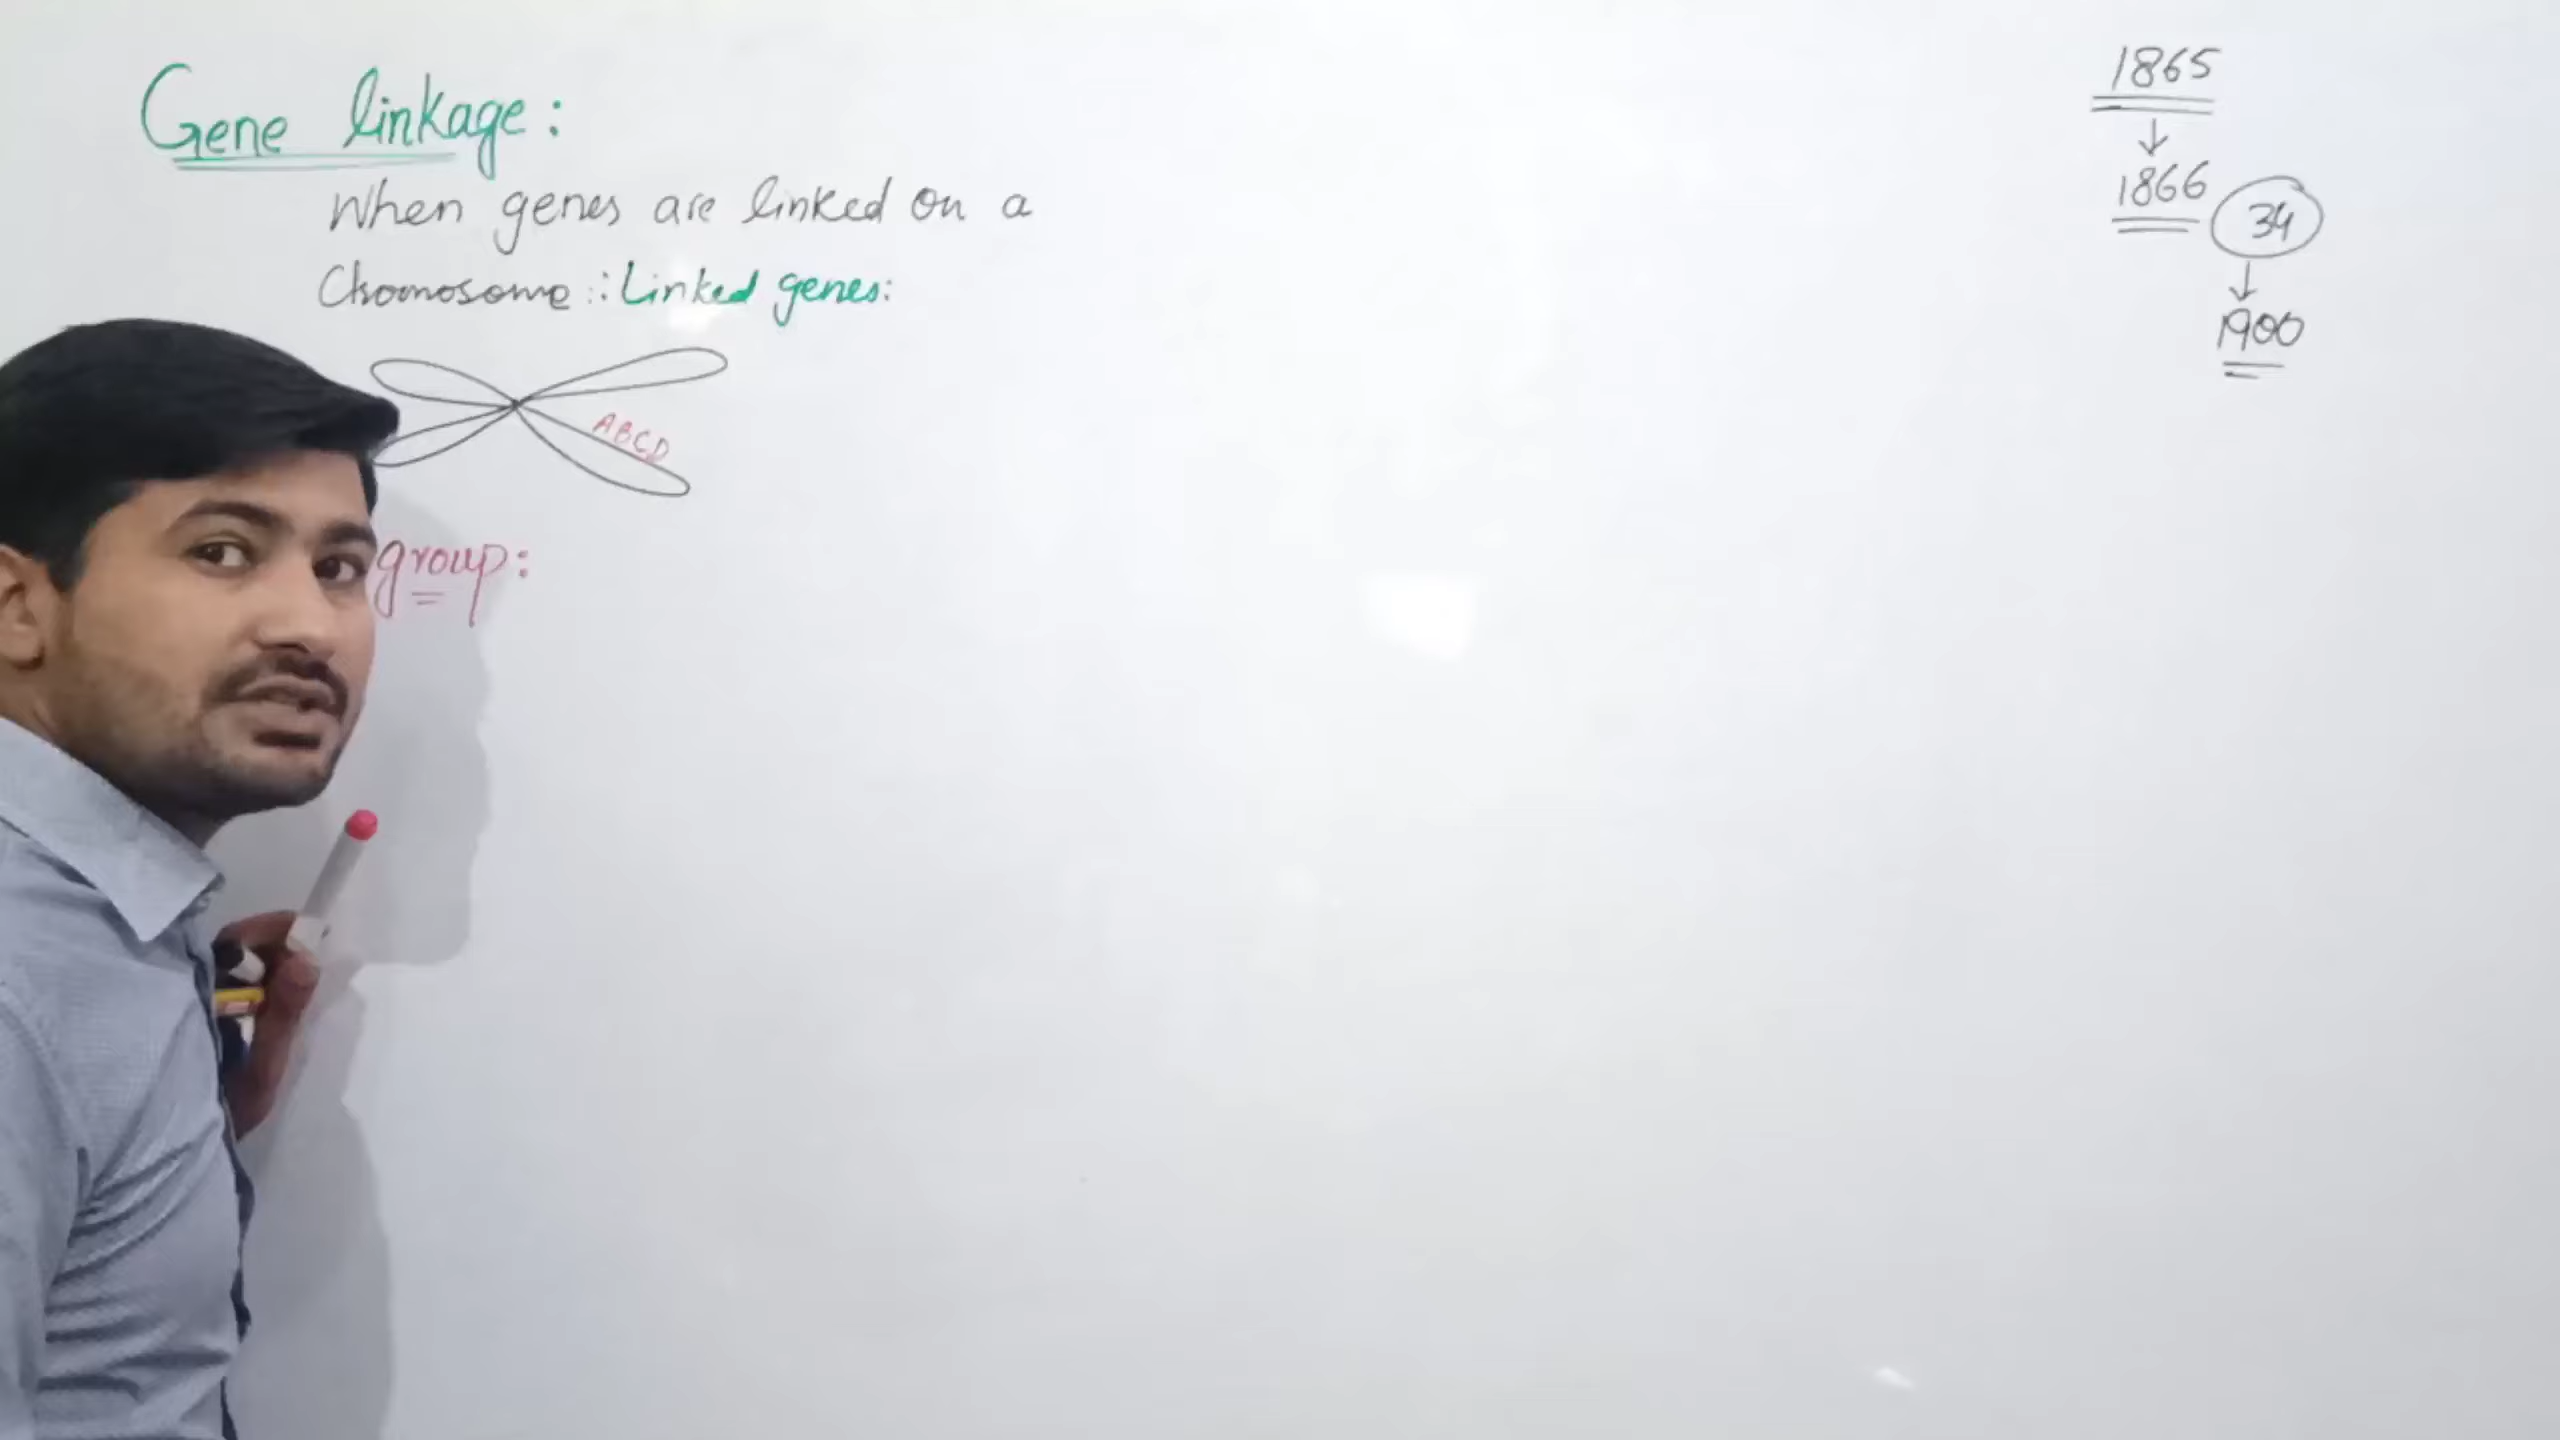 Gene linkage:
When genes are linked on a
Chromosome :: Linked genes:
ABCD
group:
1865
↓
1866
34
↓
1900